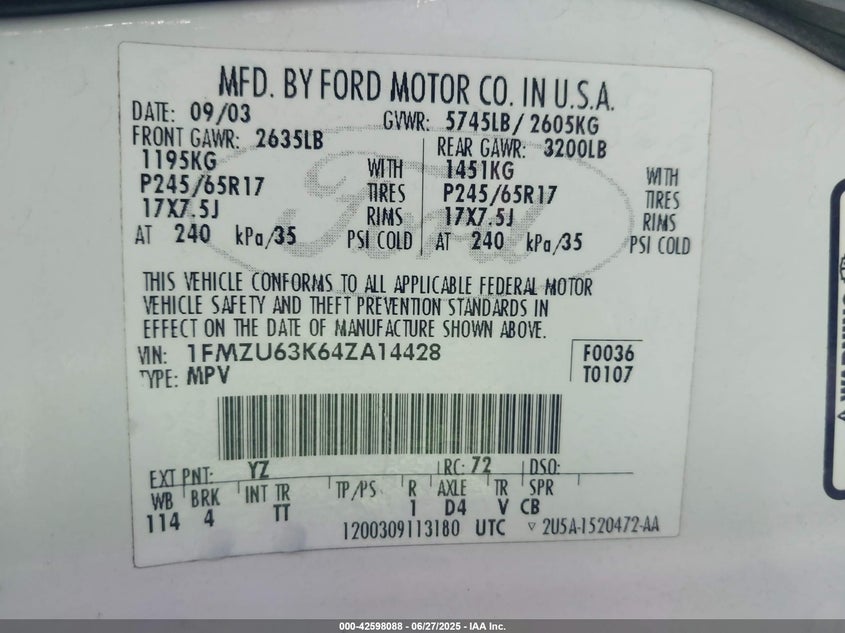 MFD. BY FORD MOTOR CO. IN U.S.A.
DATE: 09/03 GVWR: 5745LB/ 2605KG
FRONT GAWR: 2635LB REAR GAWR: 3200LB
1195KG WITH 1451KG WITH
P245/65R17 TIRES P245/65R17 TIRES
17X7.5J RIMS 17X7.5J RIMS
AT 240 kPa/35 PSI COLD AT 240 kPa/35 PSI COLD
THIS VEHICLE CONFORMS TO ALL APPLICABLE FEDERAL MOTOR
VEHICLE SAFETY AND THEFT PREVENTION STANDARDS IN
EFFECT ON THE DATE OF MANUFACTURE SHOWN ABOVE.
VIN: 1FMZU63K64ZA14428 F0036
TYPE: MPV T0107
EXT PNT: YZ RC: 72 DSO:
WB BRK INT TR TP/PS R AXLE TR SPR
114 4 TT 1 D4 V CB
1200309113180 UTC ▽ 2U5A-1520472-AA
Ford
WARNING
000-42598088 - 06/27/2025 - IAA Inc.